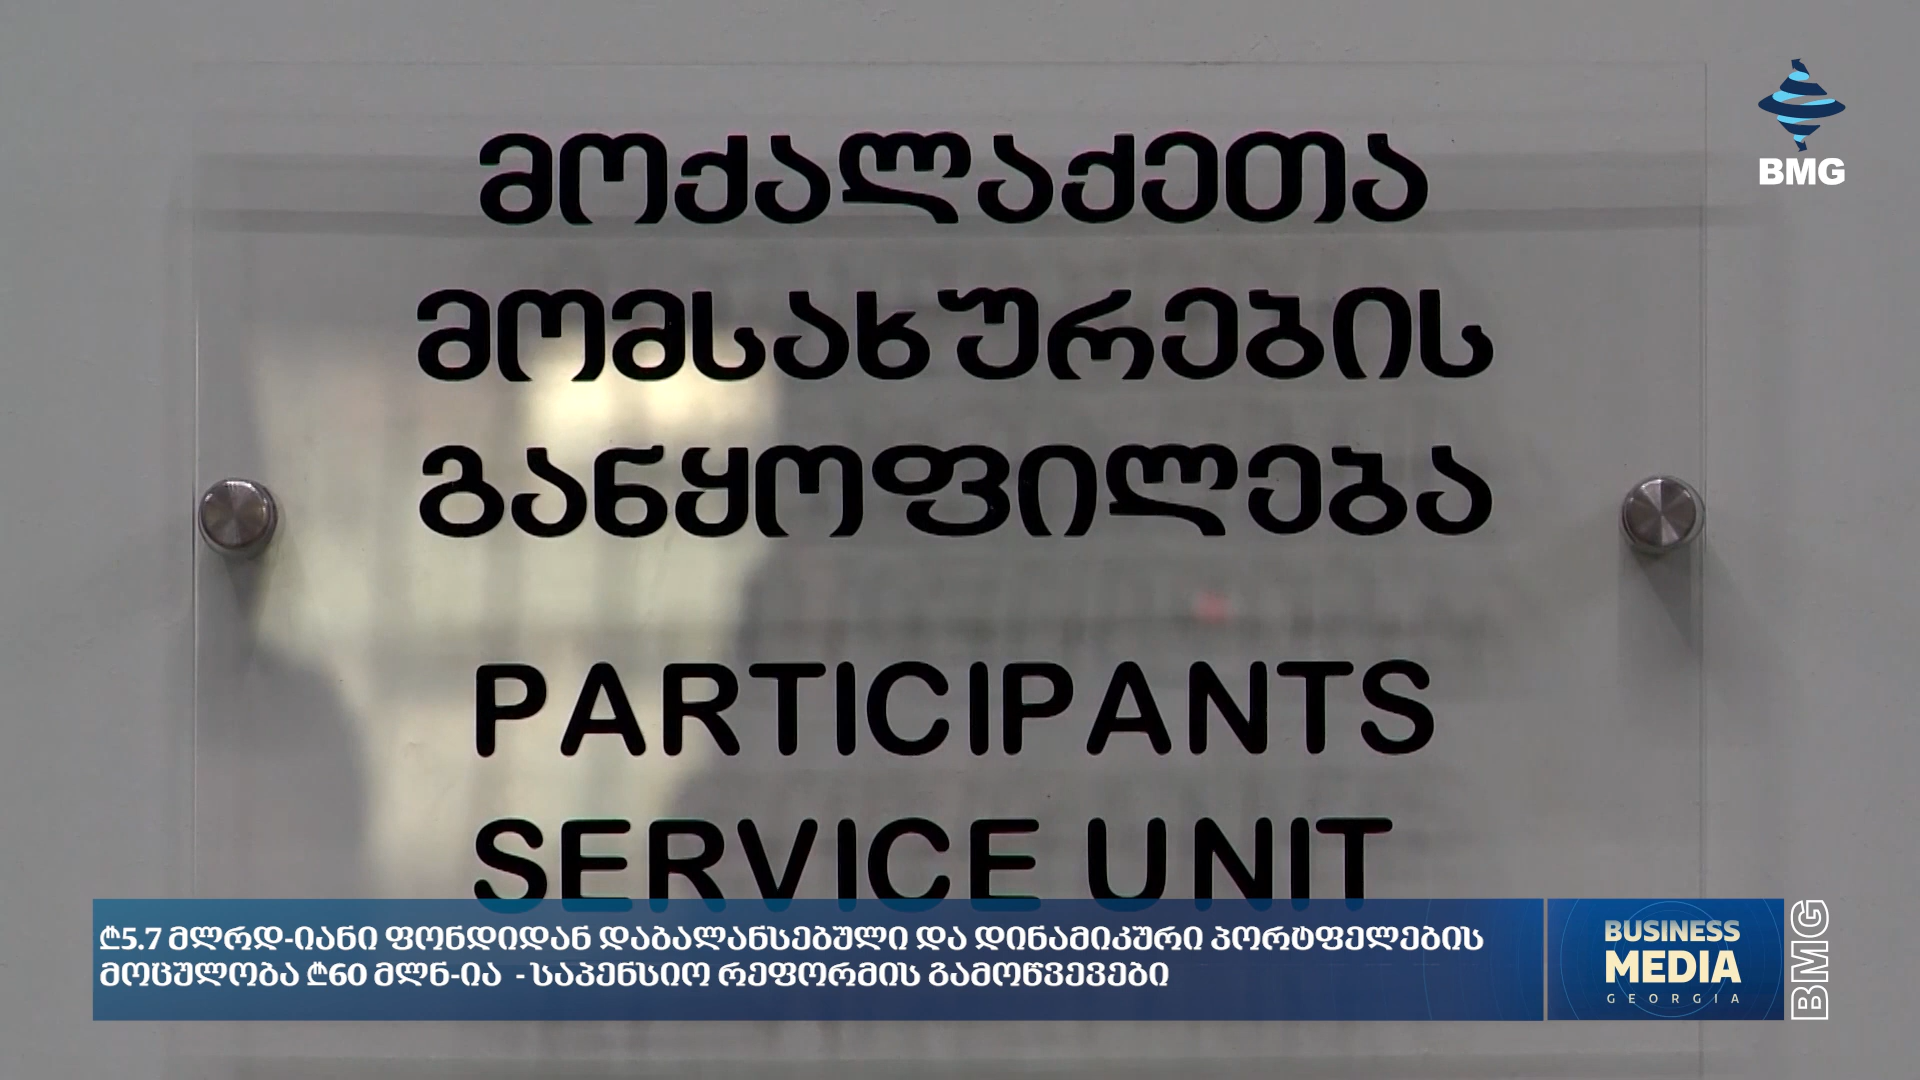 BMG
მოქალაქეთა
მომსახურების
განყოფილება
PARTICIPANTS
SERVICE UNIT
₾5.7 მლრდ-იანი ფონდიდან დაბალანსებული და დინამიკური პორტფელების
მოცულობა ₾60 მლნ-ია - საპენსიო რეფორმის გამოწვევები
BUSINESS
MEDIA
GEORGIA
BMG